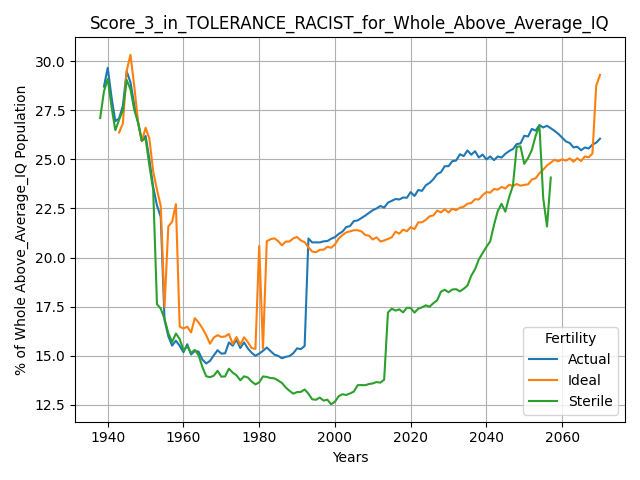 Score_3_in_TOLERANCE_RACIST_for_Whole_Above_Average_IQ
% of Whole Above_Average_IQ Population
30.0
27.5
25.0
22.5
20.0
17.5
15.0
12.5
Fertility
Actual
Ideal
Sterile
1940 1960 1980 2000 2020 2040 2060
Years